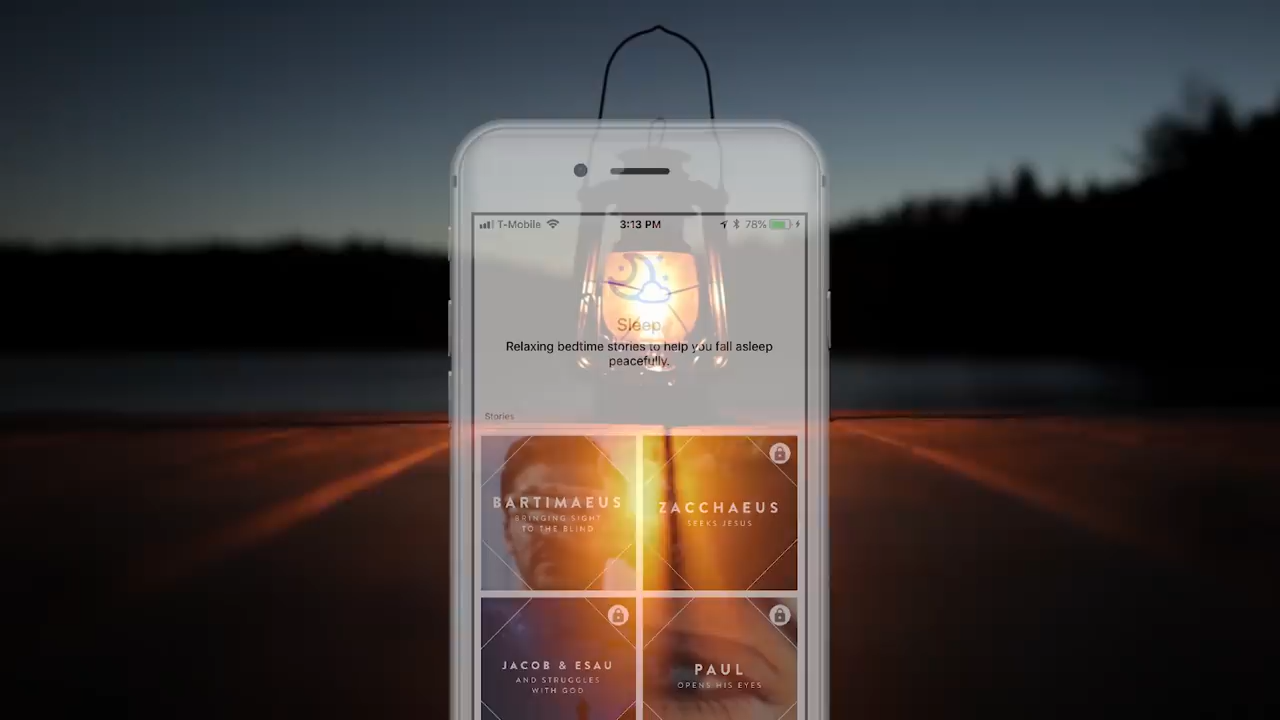 T-Mobile 3:13 PM 78%
Sleep
Relaxing bedtime stories to help you fall asleep
peacefully.
Stories
BARTIMAEUS
BRINGING SIGHT
TO THE BLIND
ZACCHAEUS
SEEKS JESUS
JACOB & ESAU
AND STRUGGLES
WITH GOD
PAUL
OPENS HIS EYES